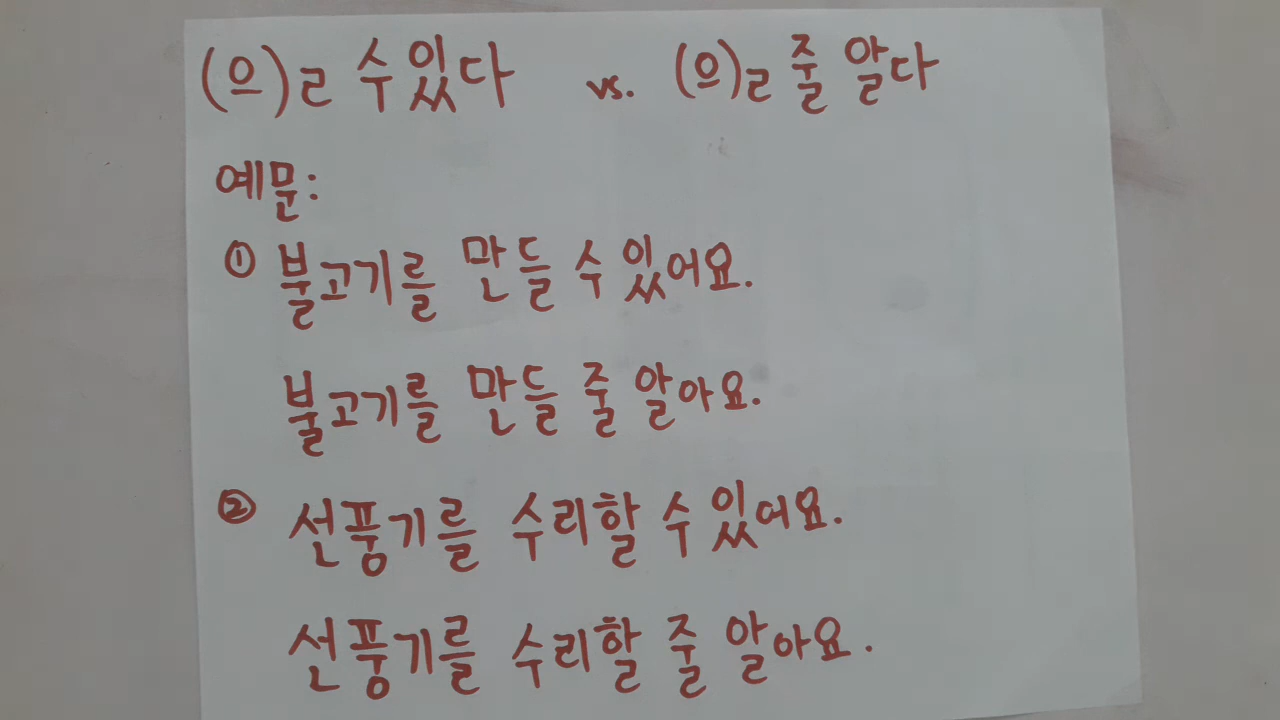 (으)ㄹ 수 있다 vs. (으)ㄹ 줄 알다
예문:
① 불고기를 만들 수 있어요.
불고기를 만들 줄 알아요.
② 선풍기를 수리할 수 있어요.
선풍기를 수리할 줄 알아요.